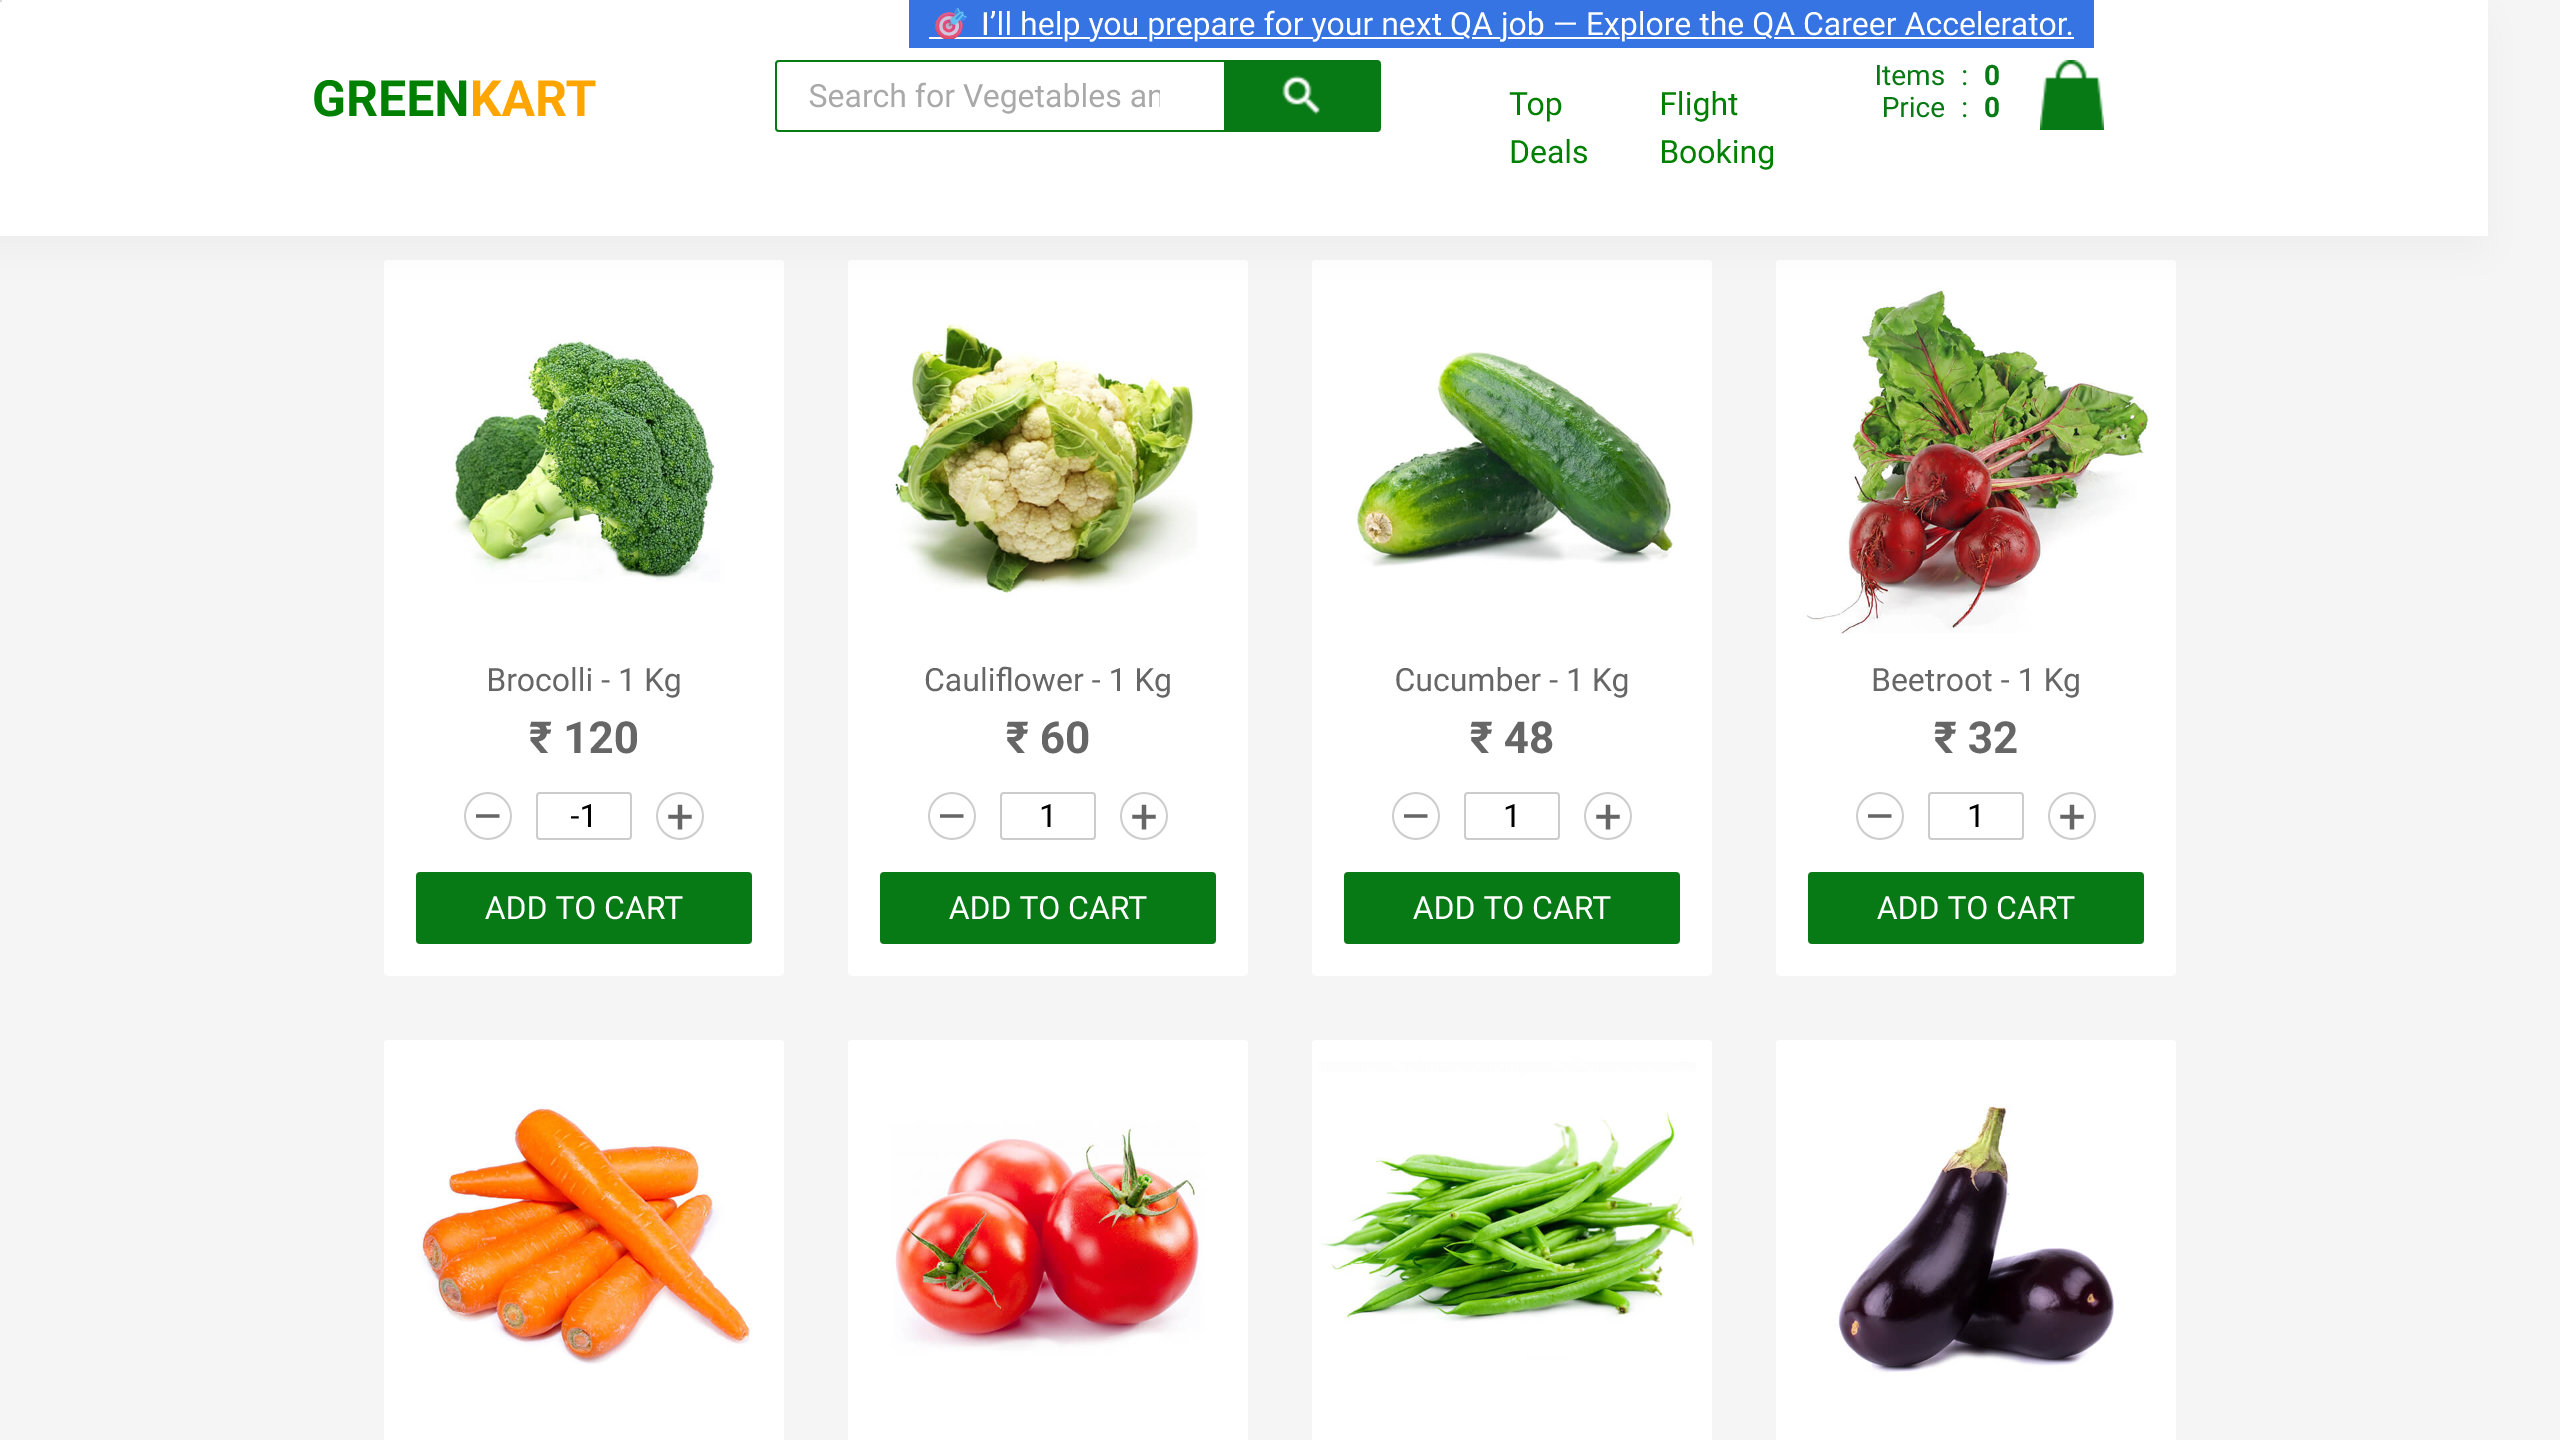 🎯 I’ll help you prepare for your next QA job — Explore the QA Career Accelerator.
GREENKART
Search for Vegetables an
Top Deals
Flight Booking
Items : 0
Price : 0
Brocolli - 1 Kg
₹ 120
-1
ADD TO CART
Cauliflower - 1 Kg
₹ 60
1
ADD TO CART
Cucumber - 1 Kg
₹ 48
1
ADD TO CART
Beetroot - 1 Kg
₹ 32
1
ADD TO CART